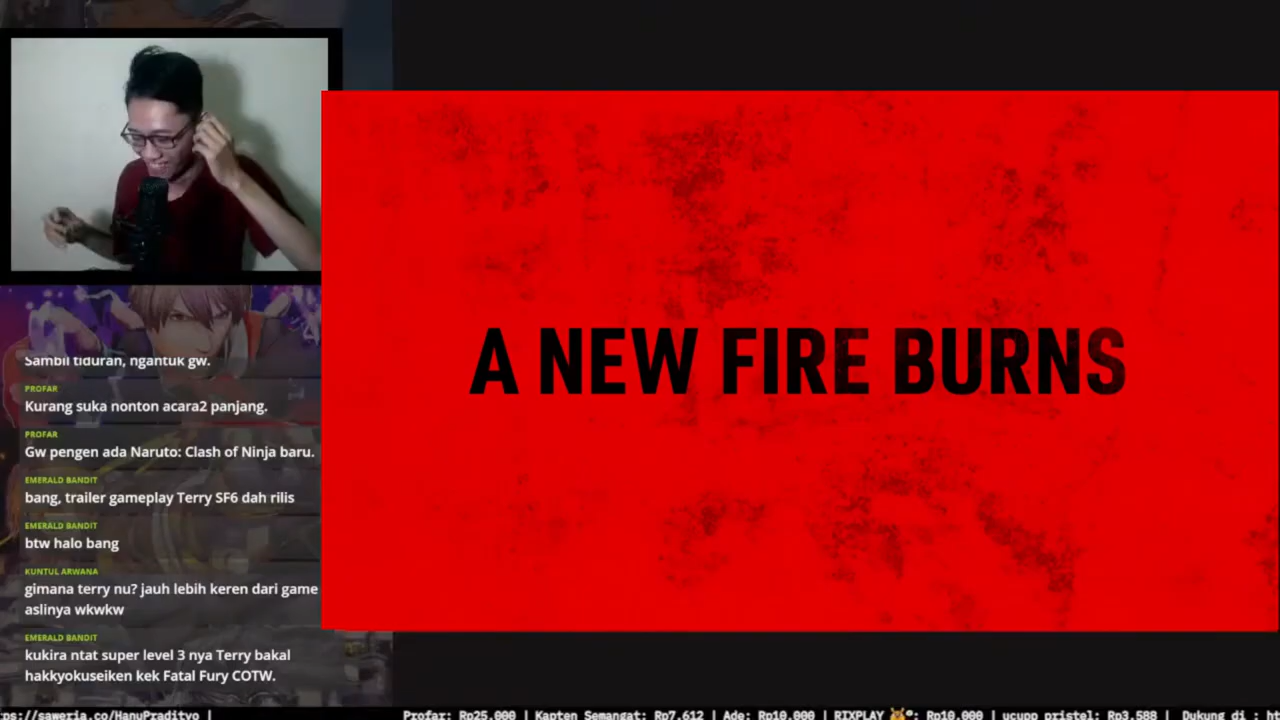 A NEW FIRE BURNS
Sambil tiduran, ngantuk gw.
PROFAR
Kurang suka nonton acara2 panjang.
PROFAR
Gw pengen ada Naruto: Clash of Ninja baru.
EMERALD BANDIT
bang, trailer gameplay Terry SF6 dah rilis
EMERALD BANDIT
btw halo bang
KUNTUL ARWANA
gimana terry nu? jauh lebih keren dari game
aslinya wkwkw
EMERALD BANDIT
kukira ntat super level 3 nya Terry bakal
hakkyokuseiken kek Fatal Fury COTW.
ps://saweria.co/HanuPradityo | Profar: Rp25.000 | Kapten Semangat: Rp7.612 | Ade: Rp10.000 | RIXPLAY : Rp10.000 | ucupp pristel: Rp3.588 | Dukung di :